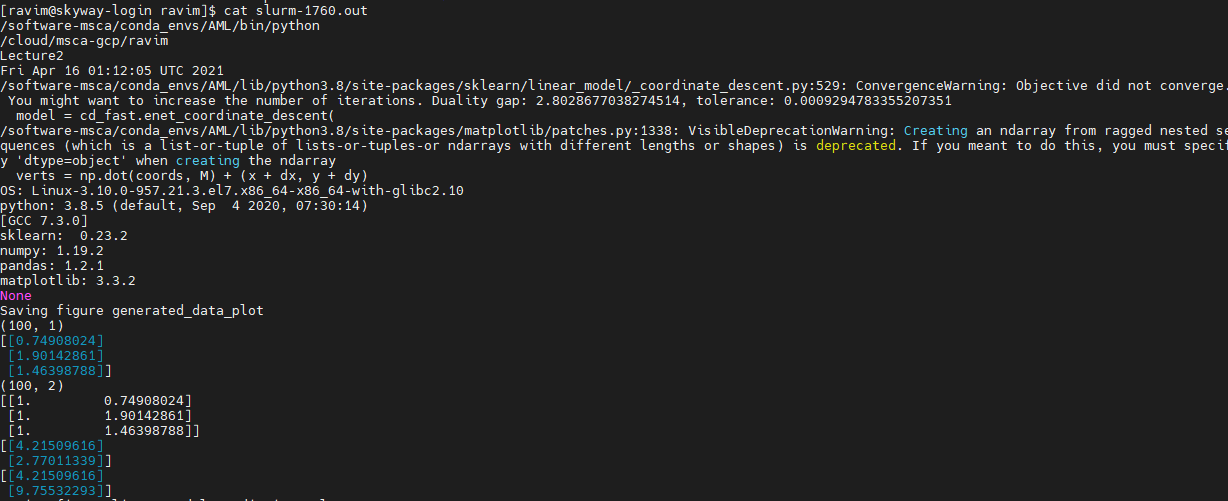 [ravim@skyway-login ravim]$ cat slurm-1760.out
/software-msca/conda_envs/AML/bin/python
/cloud/msca-gcp/ravim
Lecture2
Fri Apr 16 01:12:05 UTC 2021
/software-msca/conda_envs/AML/lib/python3.8/site-packages/sklearn/linear_model/_coordinate_descent.py:529: ConvergenceWarning: Objective did not converge.
 You might want to increase the number of iterations. Duality gap: 2.8028677038274514, tolerance: 0.0009294783355207351
  model = cd_fast.enet_coordinate_descent(
/software-msca/conda_envs/AML/lib/python3.8/site-packages/matplotlib/patches.py:1338: VisibleDeprecationWarning: Creating an ndarray from ragged nested se
quences (which is a list-or-tuple of lists-or-tuples-or ndarrays with different lengths or shapes) is deprecated. If you meant to do this, you must specif
y 'dtype=object' when creating the ndarray
  verts = np.dot(coords, M) + (x + dx, y + dy)
OS: Linux-3.10.0-957.21.3.el7.x86_64-x86_64-with-glibc2.10
python: 3.8.5 (default, Sep  4 2020, 07:30:14)
[GCC 7.3.0]
sklearn:  0.23.2
numpy: 1.19.2
pandas: 1.2.1
matplotlib: 3.3.2
None
Saving figure generated_data_plot
(100, 1)
[[0.74908024]
 [1.90142861]
 [1.46398788]]
(100, 2)
[[1.         0.74908024]
 [1.         1.90142861]
 [1.         1.46398788]]
[[4.21509616]
 [2.77011339]]
[[4.21509616]
 [9.75532293]]